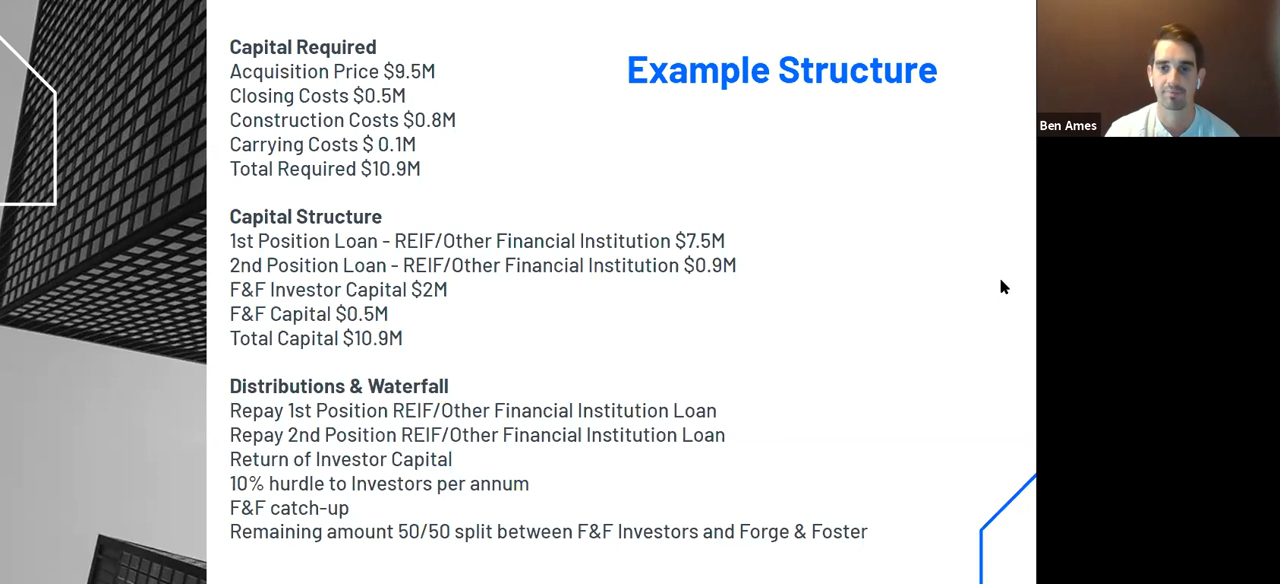 Example Structure
Capital Required
Acquisition Price $9.5M
Closing Costs $0.5M
Construction Costs $0.8M
Carrying Costs $ 0.1M
Total Required $10.9M
Capital Structure
1st Position Loan - REIF/Other Financial Institution $7.5M
2nd Position Loan - REIF/Other Financial Institution $0.9M
F&F Investor Capital $2M
F&F Capital $0.5M
Total Capital $10.9M
Distributions & Waterfall
Repay 1st Position REIF/Other Financial Institution Loan
Repay 2nd Position REIF/Other Financial Institution Loan
Return of Investor Capital
10% hurdle to Investors per annum
F&F catch-up
Remaining amount 50/50 split between F&F Investors and Forge & Foster
Ben Ames